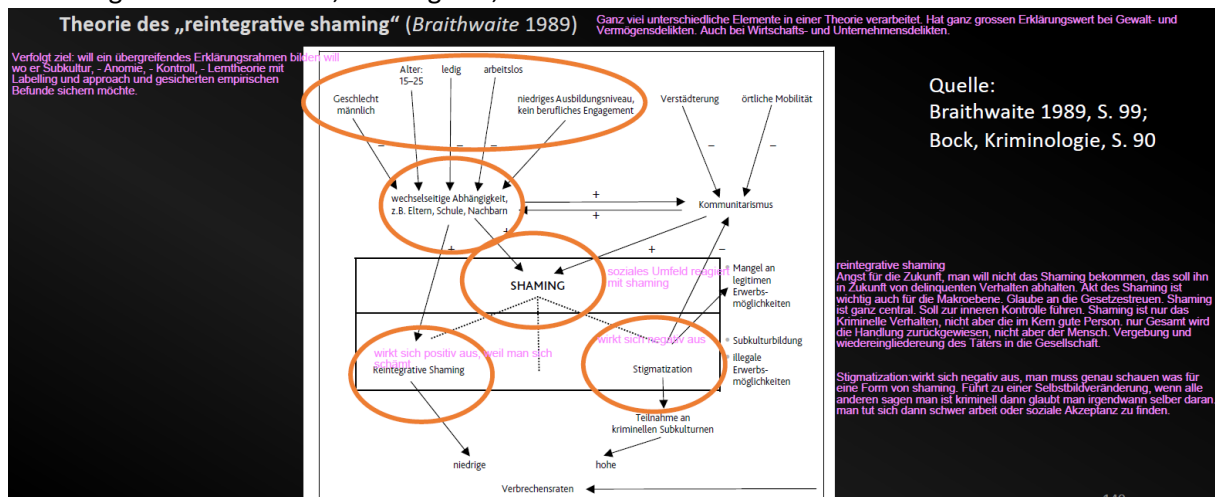 Theorie des „reintegrative shaming“ (Braithwaite 1989)
Ganz viel unterschiedliche Elemente in einer Theorie verarbeitet. Hat ganz grossen Erklärungswert bei Gewalt- und
Vermögensdelikten. Auch bei Wirtschafts- und Unternehmensdelikten.
Verfolgt ziel: will ein übergreifendes Erklärungsrahmen bilden will
wo er Subkultur, - Anomie, - Kontroll, - Lerntheorie mit
Labelling und approach und gesicherten empirischen
Befunde sichern möchte.
Quelle:
Braithwaite 1989, S. 99;
Bock, Kriminologie, S. 90
Alter:
15–25
ledig
arbeitslos
Geschlecht
männlich
niedriges Ausbildungsniveau,
kein berufliches Engagement
Verstädterung
örtliche Mobilität
–
–
–
–
–
–
wechselseitige Abhängigkeit,
z.B. Eltern, Schule, Nachbarn
+
+
Kommunitarismus
+
+
+
–
SHAMING
soziales Umfeld reagiert
mit shaming
Mangel an
legitimen
Erwerbs-
möglichkeiten
Subkulturbildung
illegale
Erwerbs-
möglichkeiten
wirkt sich positiv aus, weil man sich
schämt
Reintegrative Shaming
wirkt sich negativ aus
Stigmatization
Teilnahme an
kriminellen Subkulturnen
niedrige
hohe
Verbrechensraten
reintegrative shaming
Angst für die Zukunft, man will nicht das Shaming bekommen, das soll ihn
in Zukunft von delinquenten Verhalten abhalten. Akt des Shaming ist
wichtig auch für die Makroebene. Glaube an die Gesetzestreuen. Shaming
ist ganz central. Soll zur inneren Kontrolle führen. Shaming ist nur das
Kriminelle Verhalten, nicht aber die im Kern gute Person. nur Gesamt wird
die Handlung zurückgewiesen, nicht aber der Mensch. Vergebung und
wiedereingliedereung des Täters in die Gesellschaft.
Stigmatization:wirkt sich negativ aus, man muss genau schauen was für
eine Form von shaming. Führt zu einer Selbstbildveränderung, wenn alle
anderen sagen man ist kriminell dann glaubt man irgendwann selber daran.
man tut sich dann schwer arbeit oder soziale Akzeptanz zu finden.